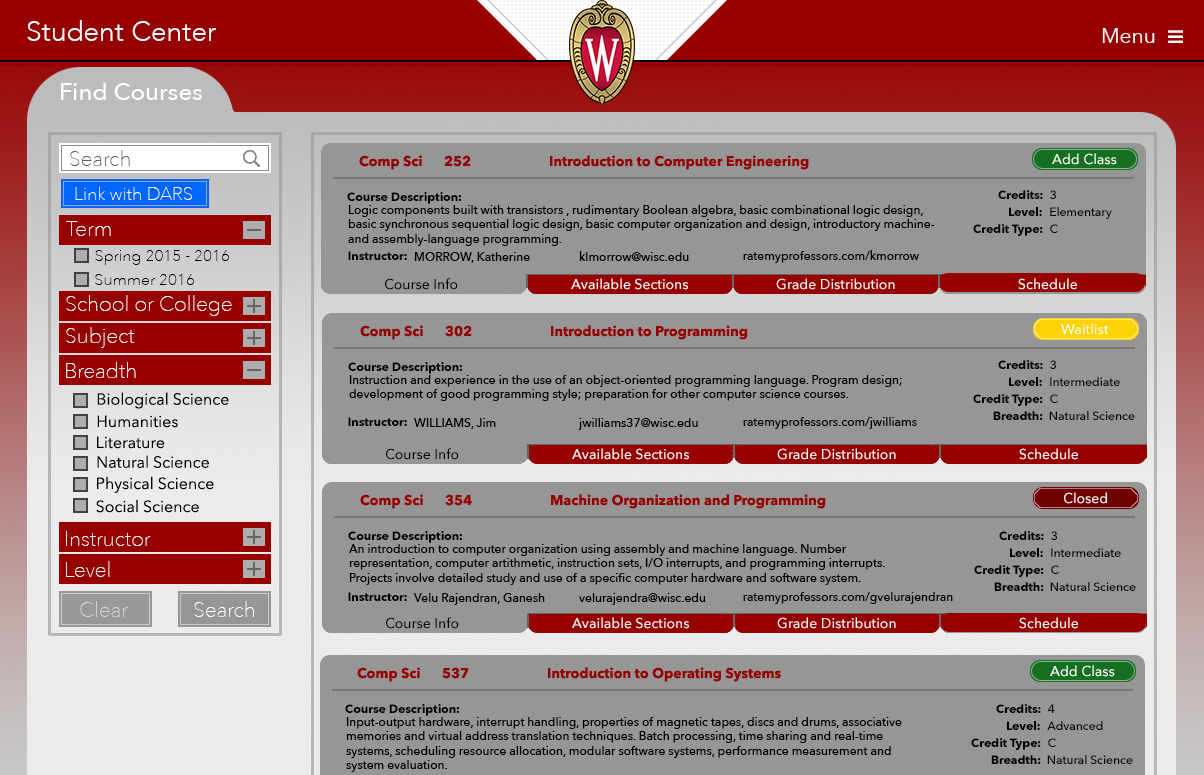 Student Center
W
Menu
Find Courses
Search
Link with DARS
Term
Spring 2015 - 2016
Summer 2016
School or College
Subject
Breadth
Biological Science
Humanities
Literature
Natural Science
Physical Science
Social Science
Instructor
Level
Clear Search
Comp Sci 252 Introduction to Computer Engineering Add Class
Course Description:
Logic components built with transistors , rudimentary Boolean algebra, basic combinational logic design,
basic synchronous sequential logic design, basic computer organization and design, introductory machine-
and assembly-language programming.
Credits: 3
Level: Elementary
Credit Type: C
Instructor: MORROW, Katherine klmorrow@wisc.edu ratemyprofessors.com/kmorrow
Course Info Available Sections Grade Distribution Schedule
Comp Sci 302 Introduction to Programming Waitlist
Course Description:
Instruction and experience in the use of an object-oriented programming language. Program design;
development of good programming style; preparation for other computer science courses.
Credits: 3
Level: Intermediate
Credit Type: C
Breadth: Natural Science
Instructor: WILLIAMS, Jim jwilliams37@wisc.edu ratemyprofessors.com/jwilliams
Course Info Available Sections Grade Distribution Schedule
Comp Sci 354 Machine Organization and Programming Closed
Course Description:
An introduction to computer organization using assembly and machine language. Number
representation, computer artithmetic, instruction sets, I/O interrupts, and programming interrupts.
Projects involve detailed study and use of a specific computer hardware and software system.
Credits: 3
Level: Intermediate
Credit Type: C
Breadth: Natural Science
Instructor: Velu Rajendran, Ganesh velurajendra@wisc.edu ratemyprofessors.com/gvelurajendran
Course Info Available Sections Grade Distribution Schedule
Comp Sci 537 Introduction to Operating Systems Add Class
Course Description:
Input-output hardware, interrupt handling, properties of magnetic tapes, discs and drums, associative
memories and virtual address translation techniques. Batch processing, time sharing and real-time
systems, scheduling resource allocation, modular software systems, performance measurement and
system evaluation.
Credits: 4
Level: Advanced
Credit Type: C
Breadth: Natural Science